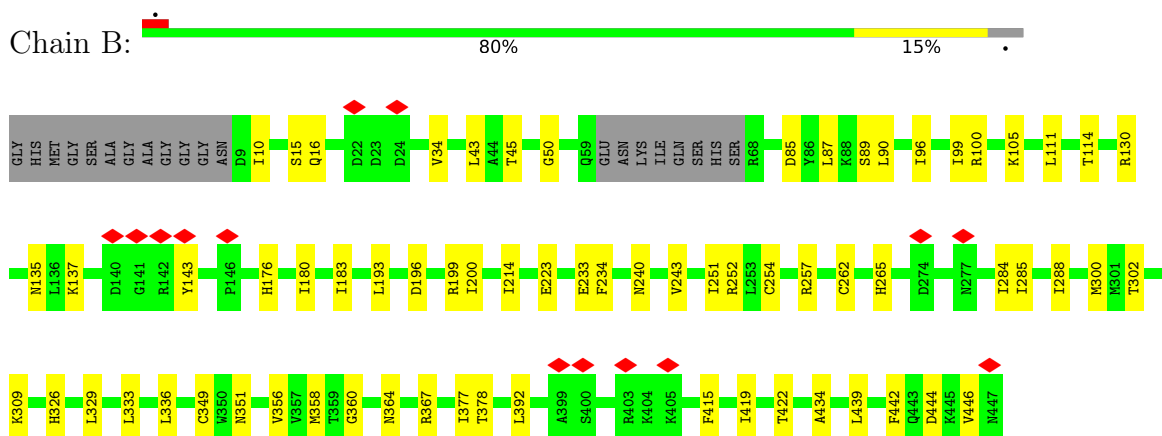 Chain B:
80% 15%
GLY HIS MET GLY SER ALA GLY ALA GLY GLY GLY ASN D9 I10 S15 Q16 D22 D23 D24 V34 L43 A44 T45 G50 Q59 GLU ASN LYS ILE GLN SER HIS SER R68 D85 Y86 L87 K88 S89 L90 I96 I99 R100 K105 L111 T114 R130
N135 L136 K137 D140 G141 R142 Y143 P146 H176 I180 I183 L193 D196 R199 I200 I214 E223 E233 F234 N240 V243 I251 R252 L253 C254 R257 C262 H265 D274 N277 I284 I285 I288 M300 M301 T302
K309 H326 L329 L333 L336 C349 W350 N351 V356 V357 M358 T359 G360 N364 R367 I377 T378 L392 A399 S400 R403 K404 K405 F415 I419 T422 A434 L439 F442 Q443 D444 K445 V446 N447